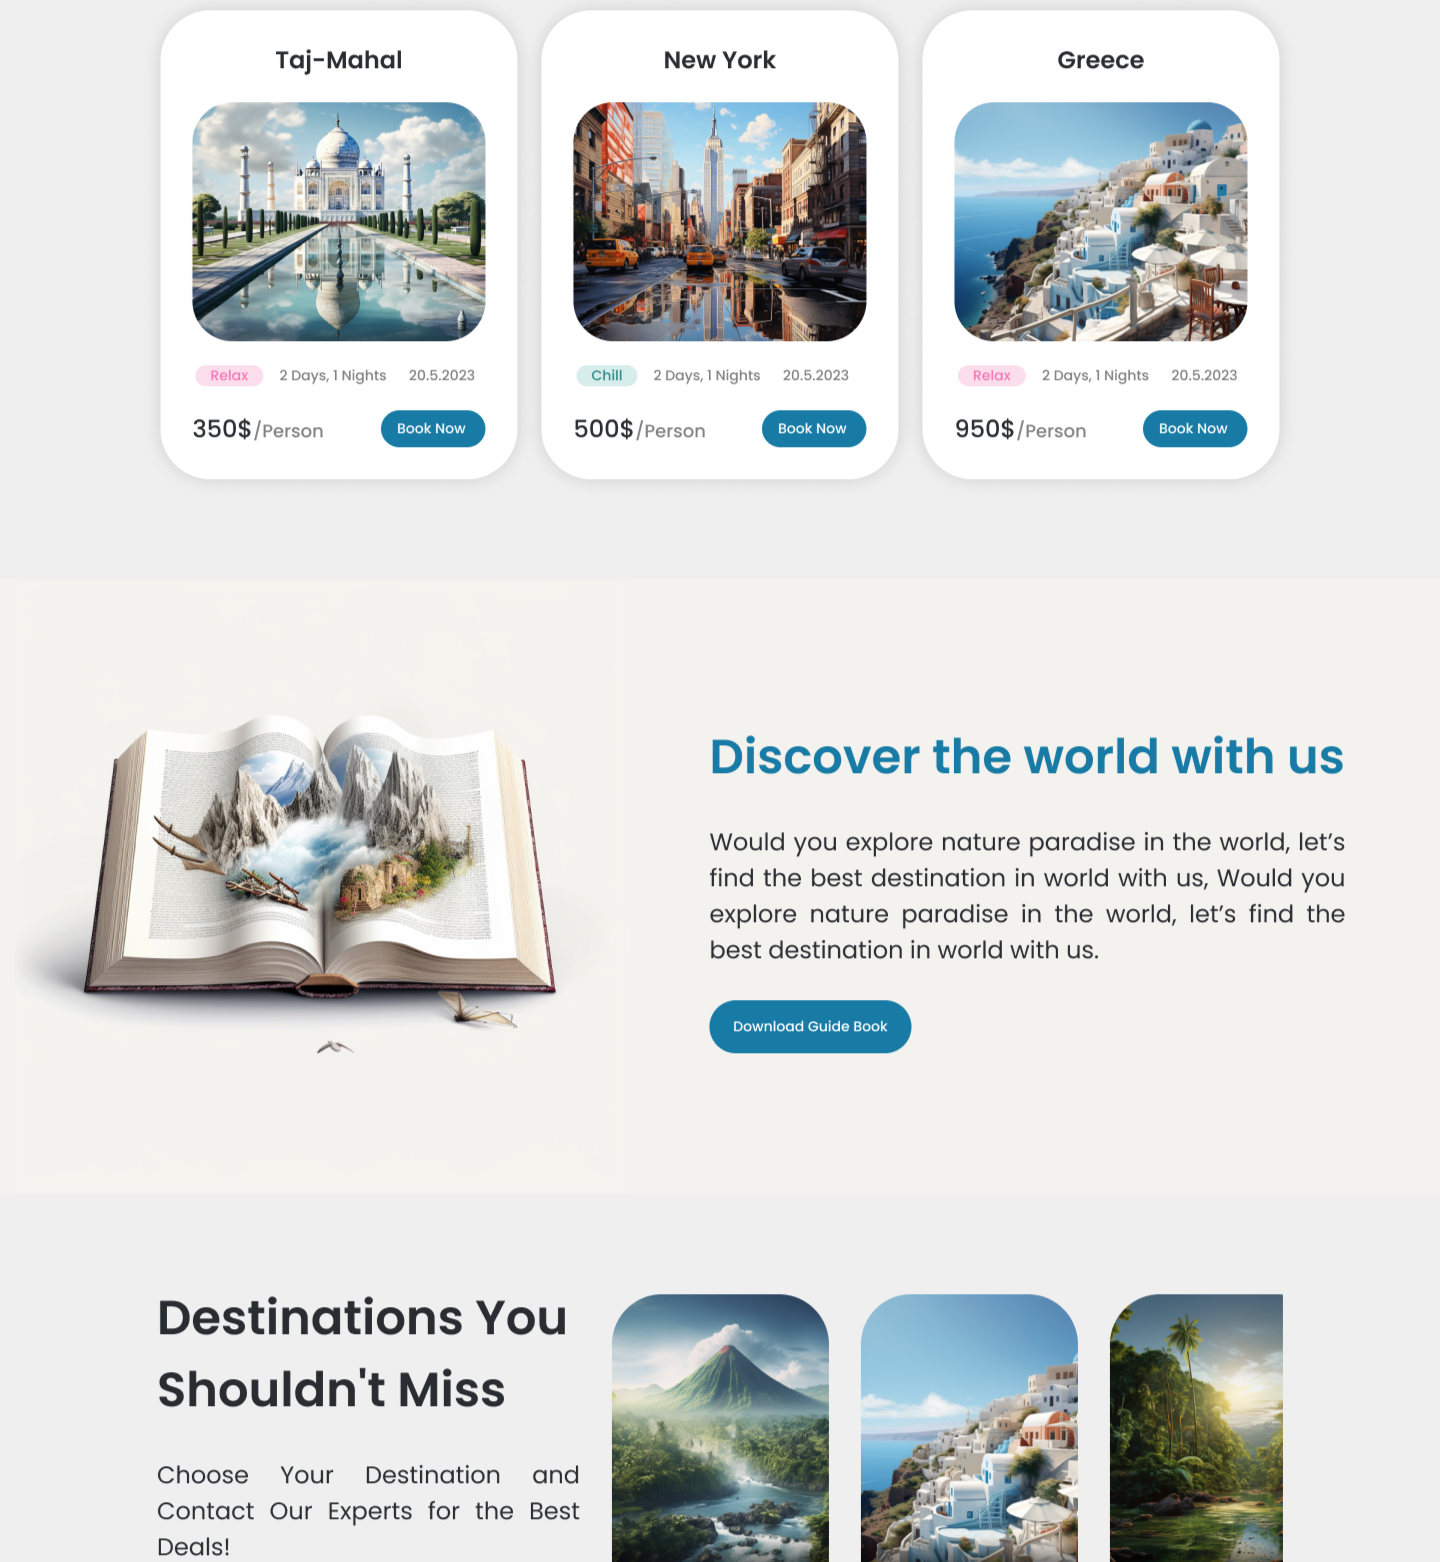 Taj-Mahal
New York
Greece
Relax 2 Days, 1 Nights 20.5.2023
Chill 2 Days, 1 Nights 20.5.2023
Relax 2 Days, 1 Nights 20.5.2023
350$/Person Book Now
500$/Person Book Now
950$/Person Book Now
Discover the world with us
Would you explore nature paradise in the world, let’s
find the best destination in world with us, Would you
explore nature paradise in the world, let’s find the
best destination in world with us.
Download Guide Book
Destinations You
Shouldn't Miss
Choose Your Destination and
Contact Our Experts for the Best
Deals!